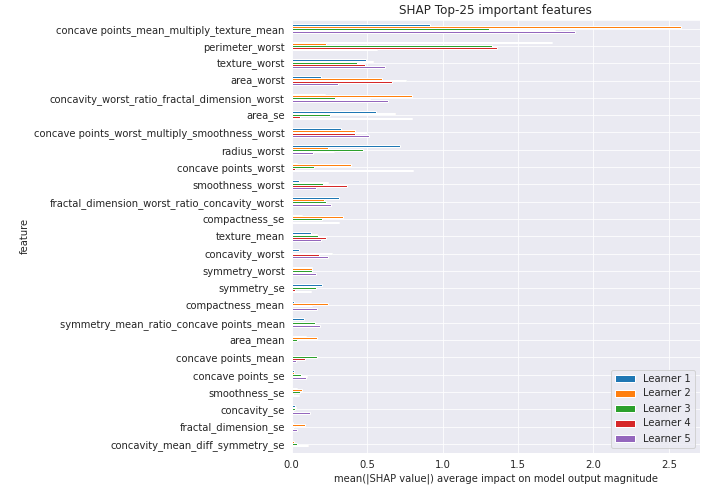 SHAP Top-25 important features
concave points_mean_multiply_texture_mean
perimeter_worst
texture_worst
area_worst
concavity_worst_ratio_fractal_dimension_worst
area_se
concave points_worst_multiply_smoothness_worst
radius_worst
concave points_worst
smoothness_worst
fractal_dimension_worst_ratio_concavity_worst
compactness_se
texture_mean
concavity_worst
symmetry_worst
symmetry_se
compactness_mean
symmetry_mean_ratio_concave points_mean
area_mean
concave points_mean
concave points_se
smoothness_se
concavity_se
fractal_dimension_se
concavity_mean_diff_symmetry_se
feature
Learner 1
Learner 2
Learner 3
Learner 4
Learner 5
0.0 0.5 1.0 1.5 2.0 2.5
mean(|SHAP value|) average impact on model output magnitude